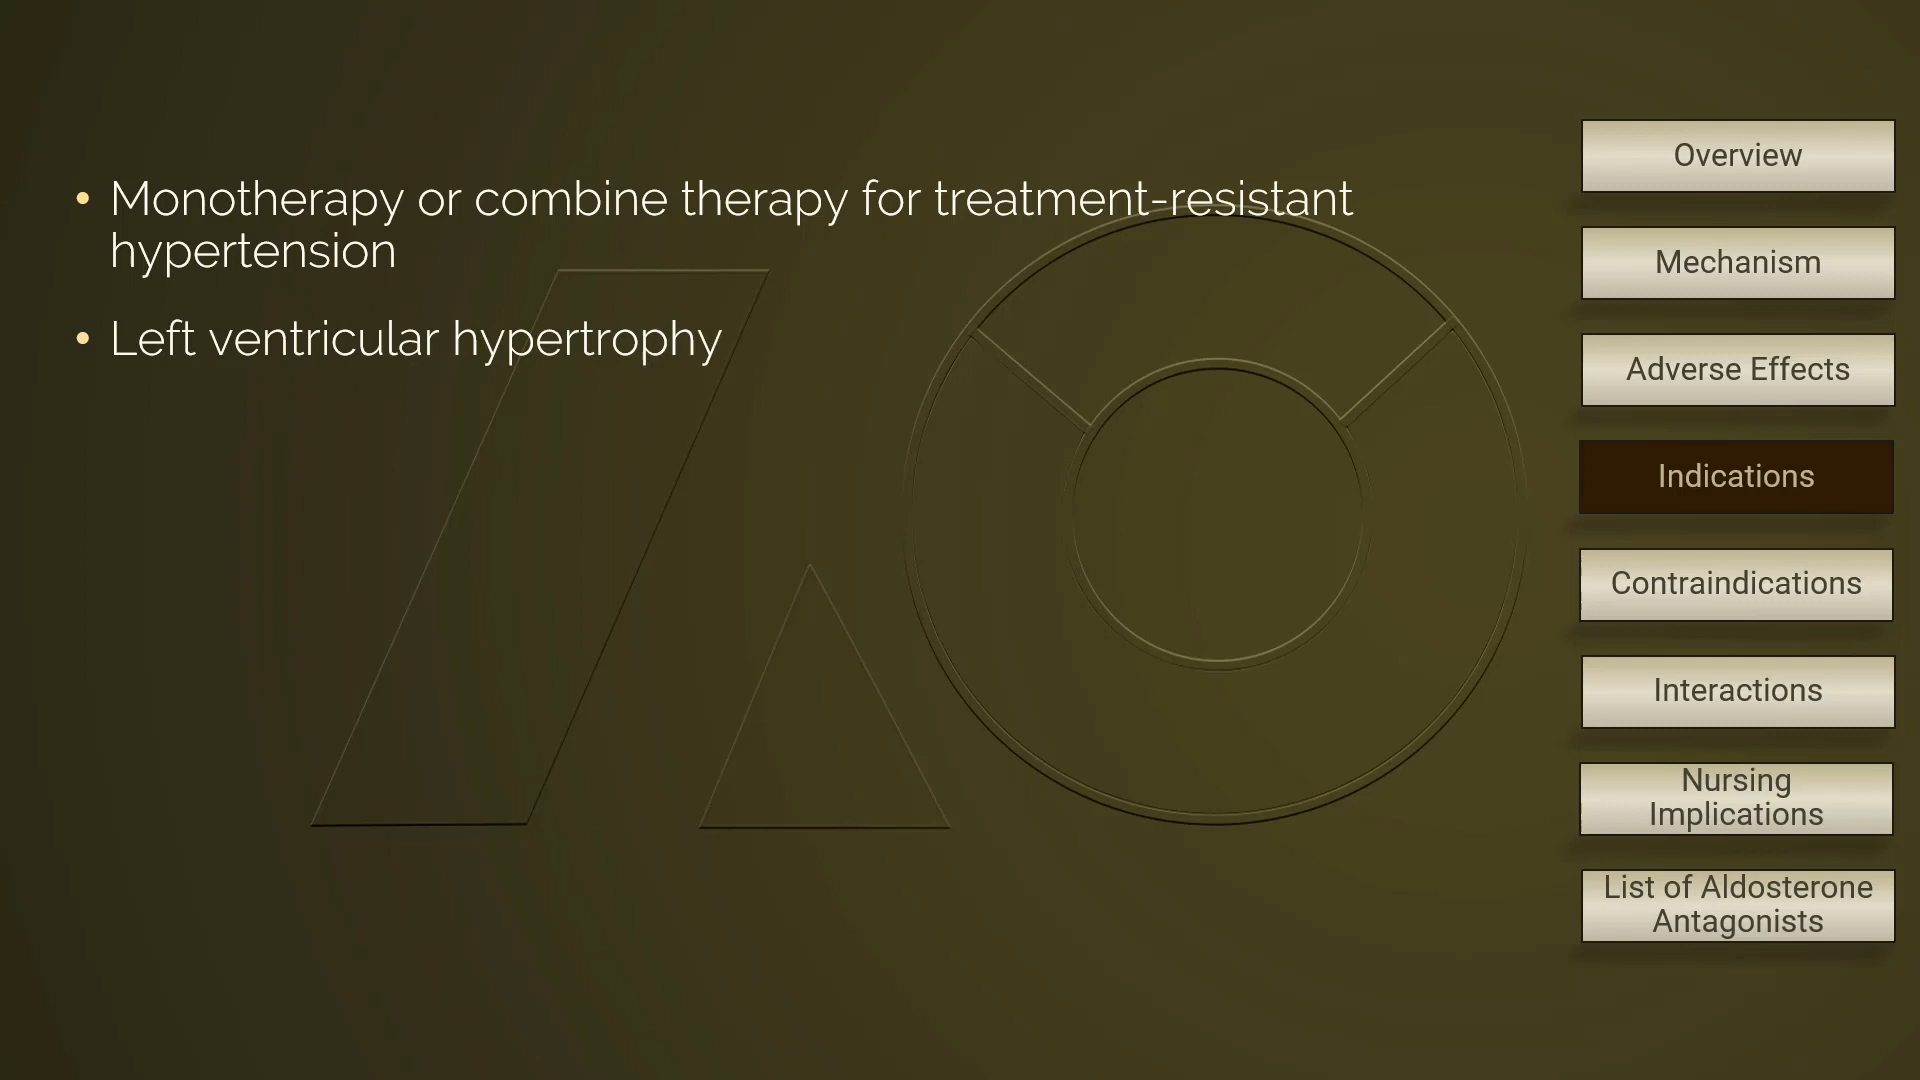 • Monotherapy or combine therapy for treatment-resistant
hypertension
• Left ventricular hypertrophy
Overview
Mechanism
Adverse Effects
Indications
Contraindications
Interactions
Nursing
Implications
List of Aldosterone
Antagonists